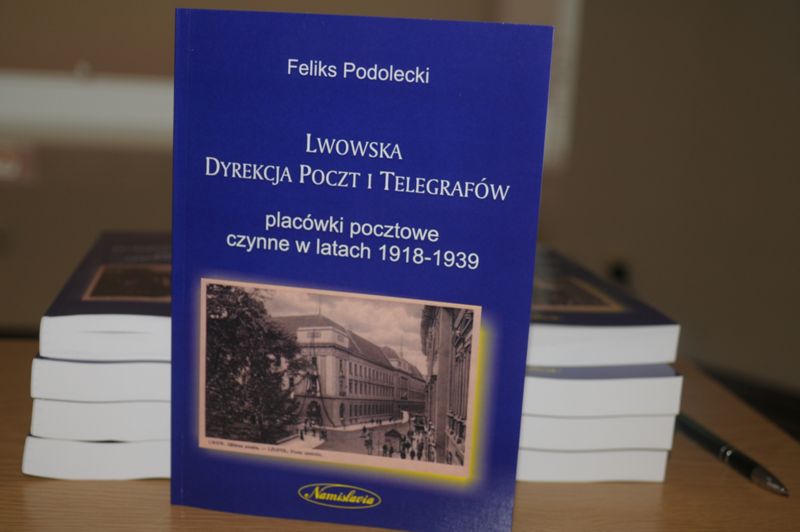 Feliks Podolecki
LWOWSKA
DYREKCJA POCZT I TELEGRAFÓW
placówki pocztowe
czynne w latach 1918-1939
Namislavia